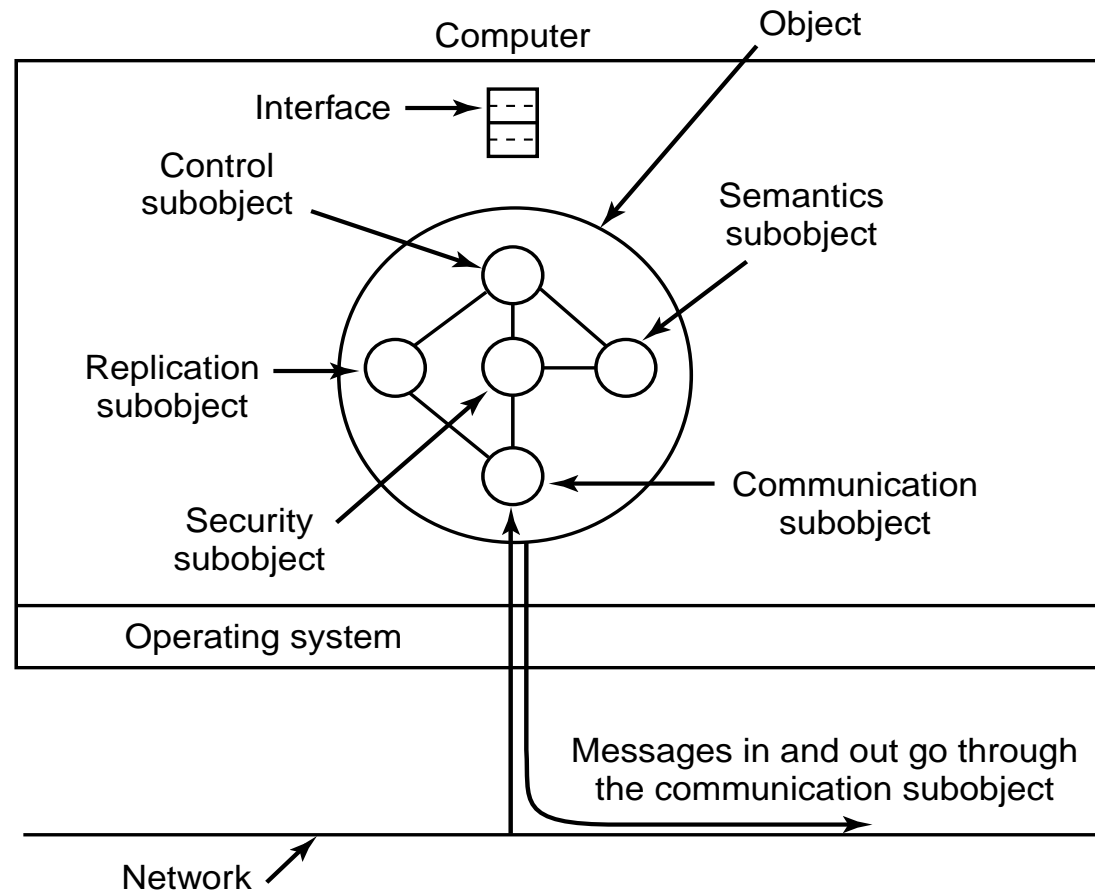 Computer
Object
Interface
Control
subobject
Semantics
subobject
Replication
subobject
Security
subobject
Communication
subobject
Operating system
Messages in and out go through
the communication subobject
Network